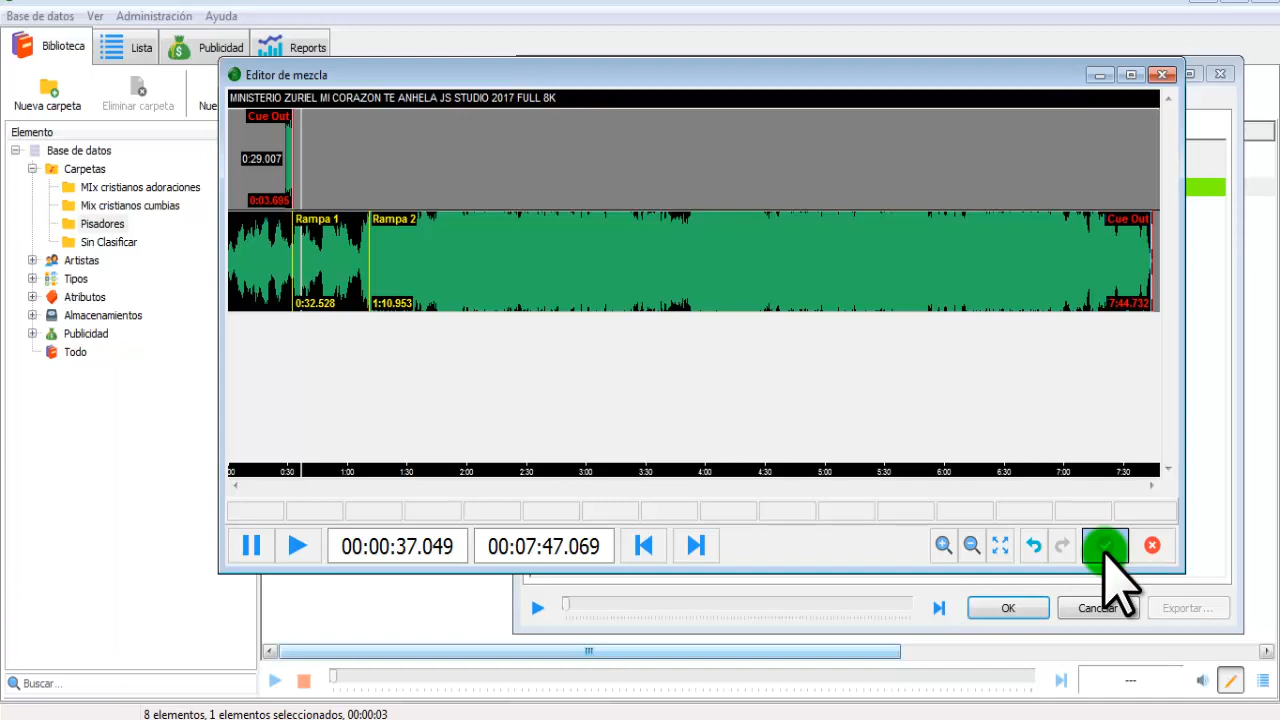 Base de datos Ver Administración Ayuda
Biblioteca Lista Publicidad Reports
Editor de mezcla
Nueva carpeta Eliminar carpeta Nue
MINISTERIO ZURIEL MI CORAZON TE ANHELA JS STUDIO 2017 FULL 8K
Cue Out
0:29.007
0:03.695
Elemento
Base de datos
Carpetas
MIx cristianos adoraciones
Mix cristianos cumbias
Pisadores
Sin Clasificar
Artistas
Tipos
Atributos
Almacenamientos
Publicidad
Todo
Rampa 1 Rampa 2 Cue Out
0:32.528 1:10.953 7:44.732
00 0:30 1:00 1:30 2:00 2:30 3:00 3:30 4:00 4:30 5:00 5:30 6:00 6:30 7:00 7:30
00:00:37.049 00:07:47.069
OK Cancelar Exportar...
Buscar... ---
8 elementos, 1 elementos seleccionados, 00:00:03